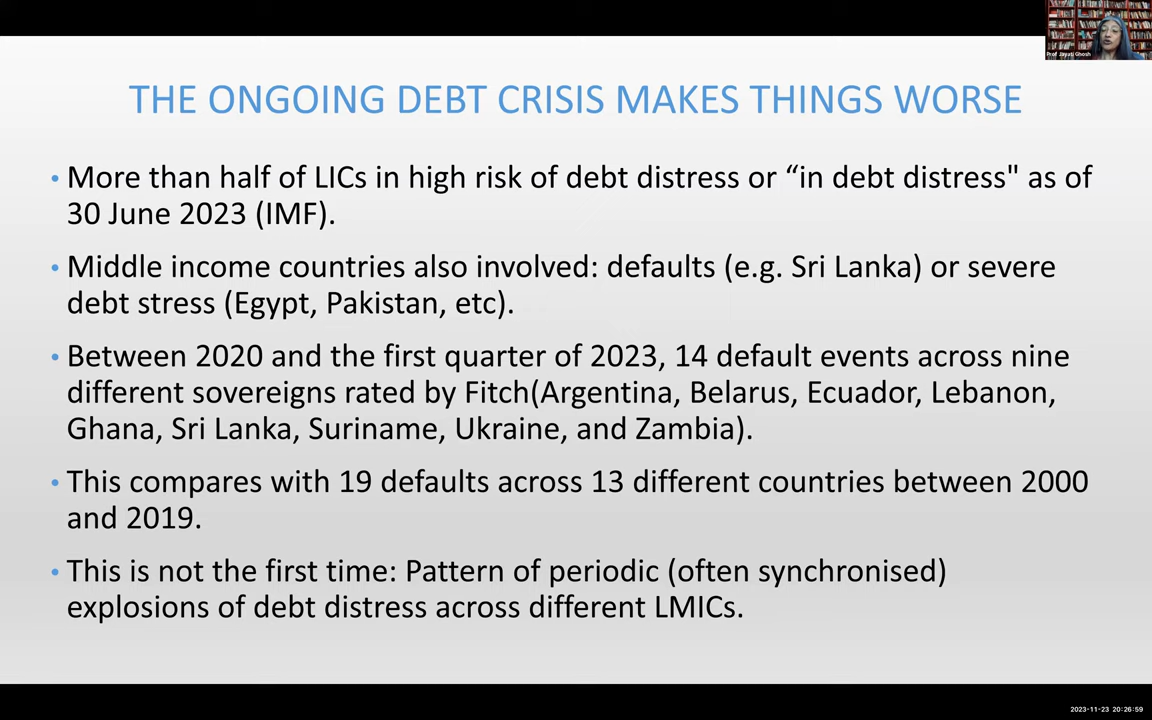 Prof Jayati Ghosh
THE ONGOING DEBT CRISIS MAKES THINGS WORSE
• More than half of LICs in high risk of debt distress or “in debt distress" as of
30 June 2023 (IMF).
• Middle income countries also involved: defaults (e.g. Sri Lanka) or severe
debt stress (Egypt, Pakistan, etc).
• Between 2020 and the first quarter of 2023, 14 default events across nine
different sovereigns rated by Fitch(Argentina, Belarus, Ecuador, Lebanon,
Ghana, Sri Lanka, Suriname, Ukraine, and Zambia).
• This compares with 19 defaults across 13 different countries between 2000
and 2019.
• This is not the first time: Pattern of periodic (often synchronised)
explosions of debt distress across different LMICs.
2023-11-23 20:26:59